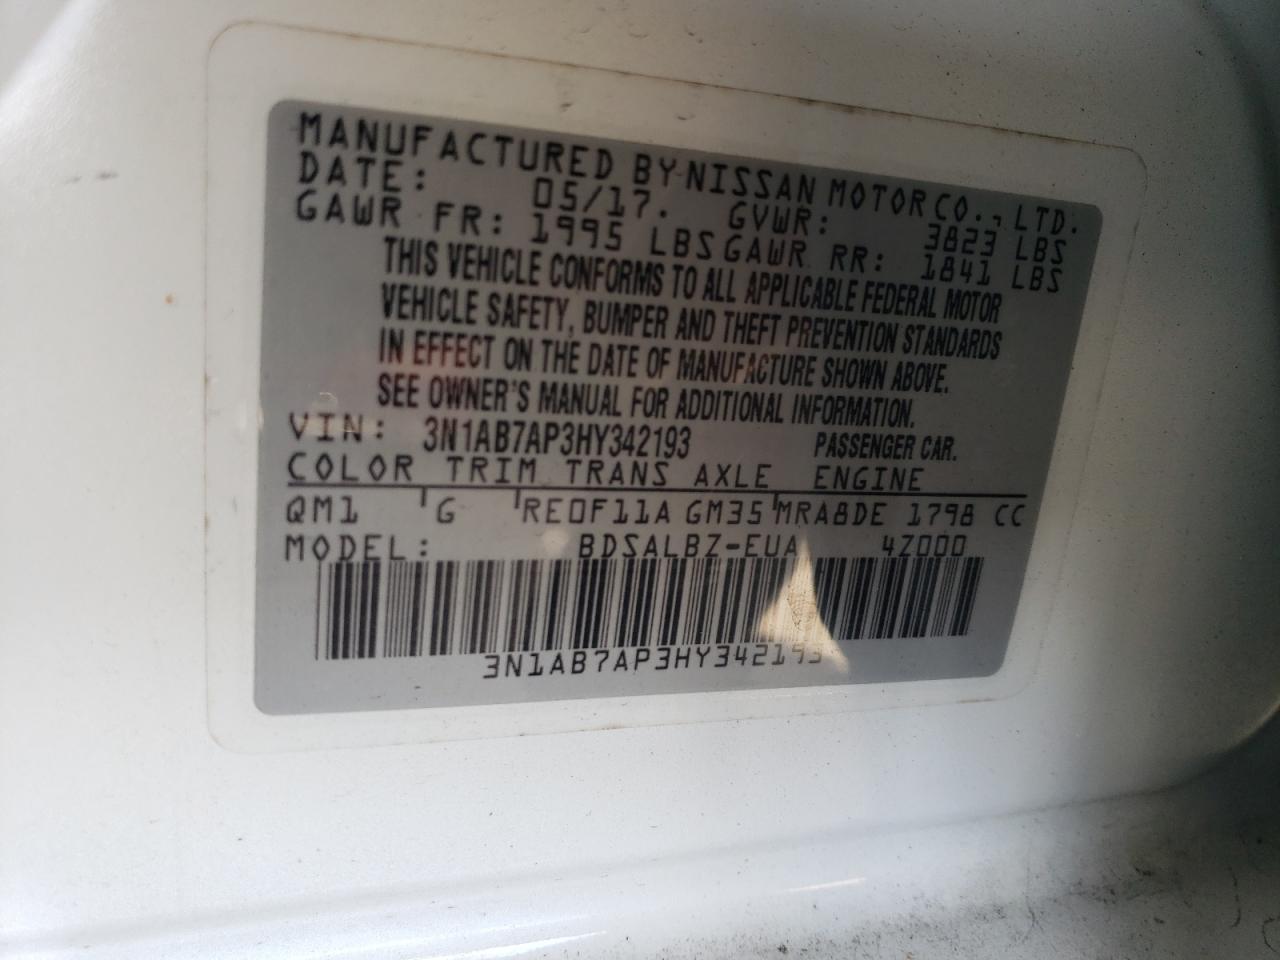 MANUFACTURED BY NISSAN MOTOR CO., LTD.
DATE: 05/17. GVWR: 3823 LBS
GAWR FR: 1995 LBS GAWR RR: 1841 LBS
THIS VEHICLE CONFORMS TO ALL APPLICABLE FEDERAL MOTOR
VEHICLE SAFETY, BUMPER AND THEFT PREVENTION STANDARDS
IN EFFECT ON THE DATE OF MANUFACTURE SHOWN ABOVE.
SEE OWNER'S MANUAL FOR ADDITIONAL INFORMATION.
VIN: 3N1AB7AP3HY342193 PASSENGER CAR.
COLOR TRIM TRANS AXLE ENGINE
QM1 G RE0F11A GM35 MRA8DE 1798 CC
MODEL: BDSALBZ-EUA 4Z000
3N1AB7AP3HY342193